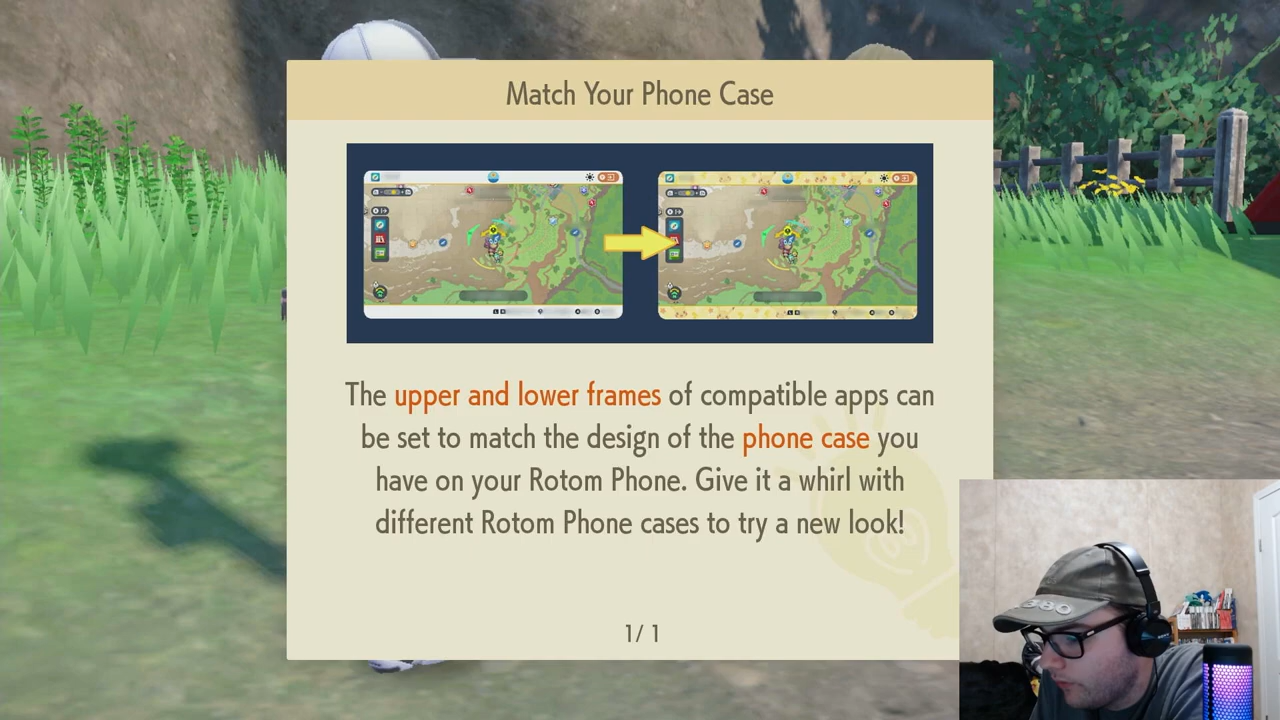 Match Your Phone Case
The upper and lower frames of compatible apps can
be set to match the design of the phone case you
have on your Rotom Phone. Give it a whirl with
different Rotom Phone cases to try a new look!
1/ 1